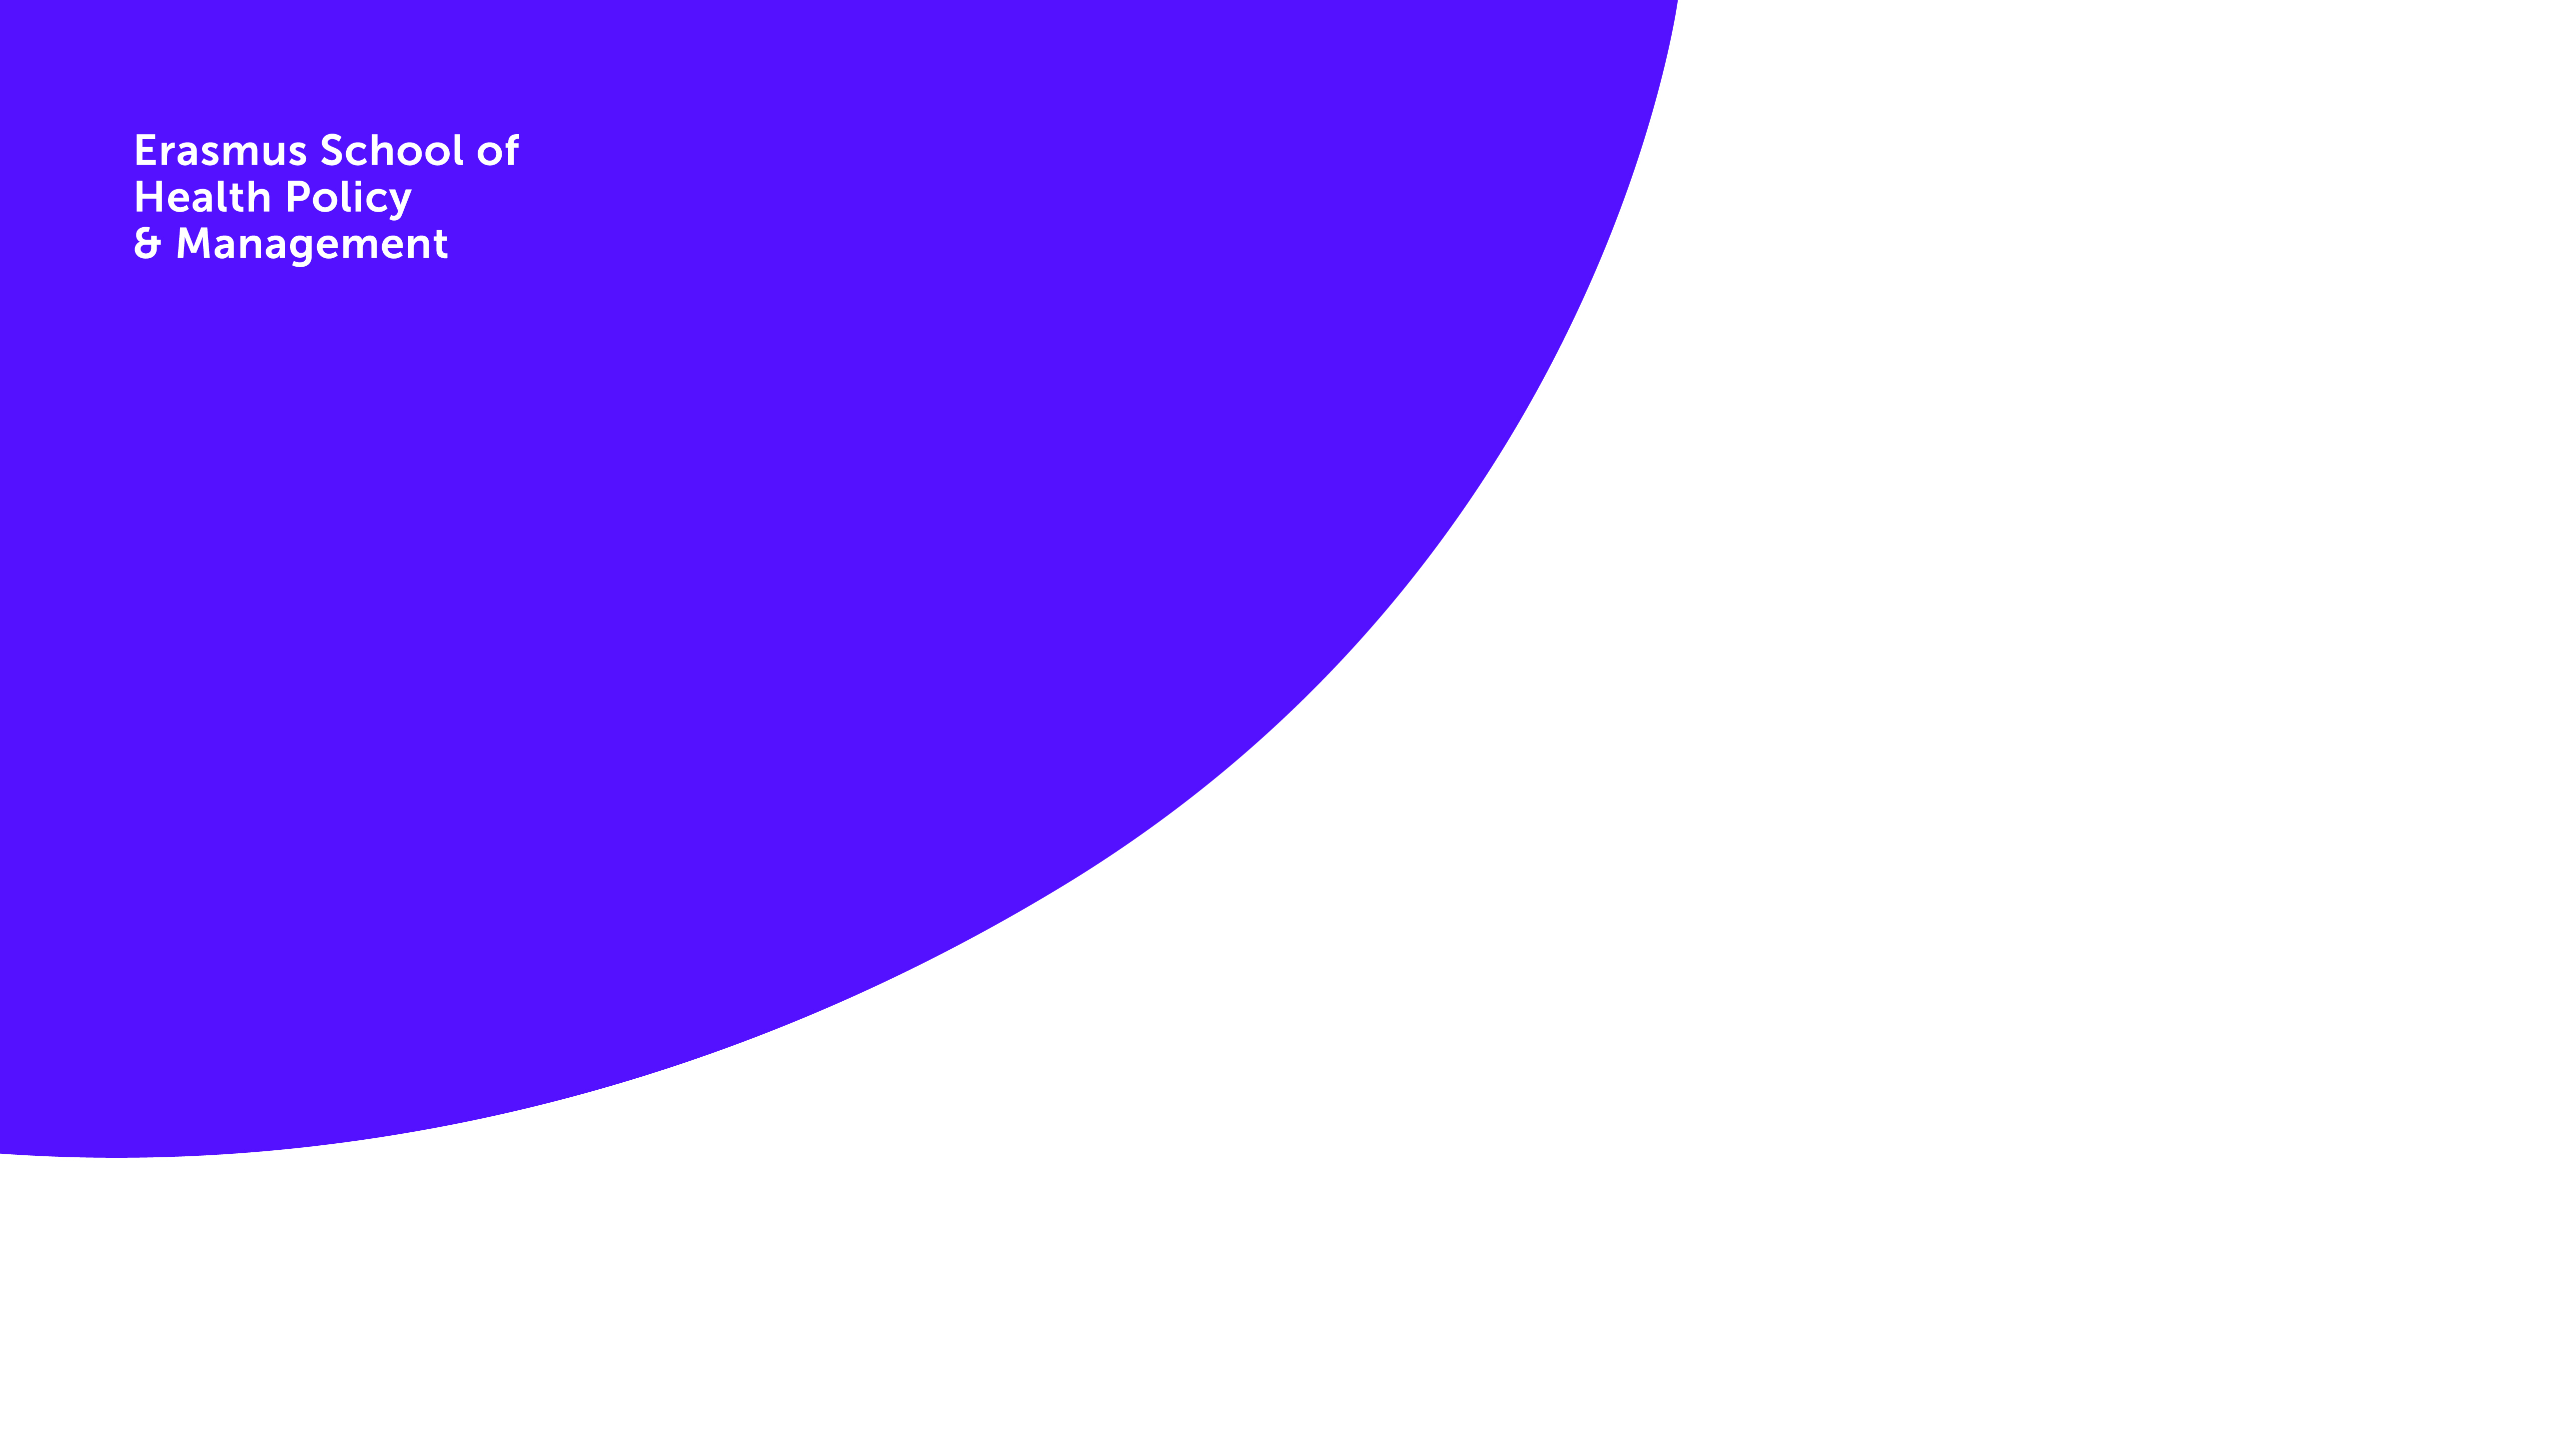 Erasmus School of
Health Policy
& Management